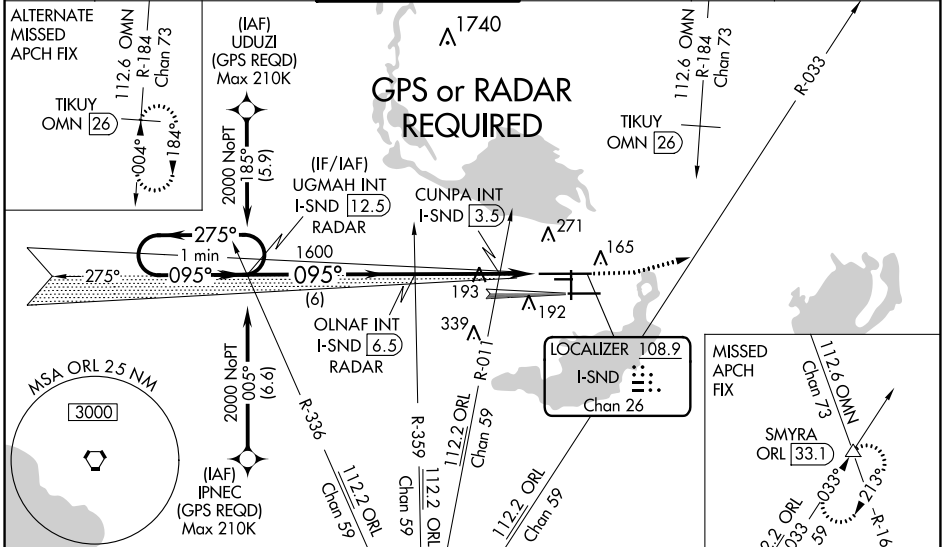 ALTERNATE
MISSED
APCH FIX
112.6 OMN
R-184
Chan 73
TIKUY
OMN 26
004°
184°
(IAF)
UDUZI
(GPS REQD)
Max 210K
2000 NoPT
185°
(5.9)
1740
GPS or RADAR
REQUIRED
112.6 OMN
R-184
Chan 73
TIKUY
OMN 26
R-033
(IF/IAF)
UGMAH INT
I-SND 12.5
RADAR
CUNPA INT
I-SND 3.5
271
165
275°
1 min
275°
095°
1600
095°
(6)
193
192
339
OLNAF INT
I-SND 6.5
RADAR
2000 NoPT
005°
(6.6)
(IAF)
IPNEC
(GPS REQD)
Max 210K
MSA ORL 25 NM
3000
R-336
112.2 ORL
Chan 59
R-359
112.2 ORL
Chan 59
R-011
112.2 ORL
Chan 59
112.2 ORL
Chan 59
LOCALIZER 108.9
I-SND
Chan 26
MISSED
APCH
FIX
112.6 OMN
Chan 73
SMYRA
ORL 33.1
033°
213°
R-16
2.2 ORL
033
59